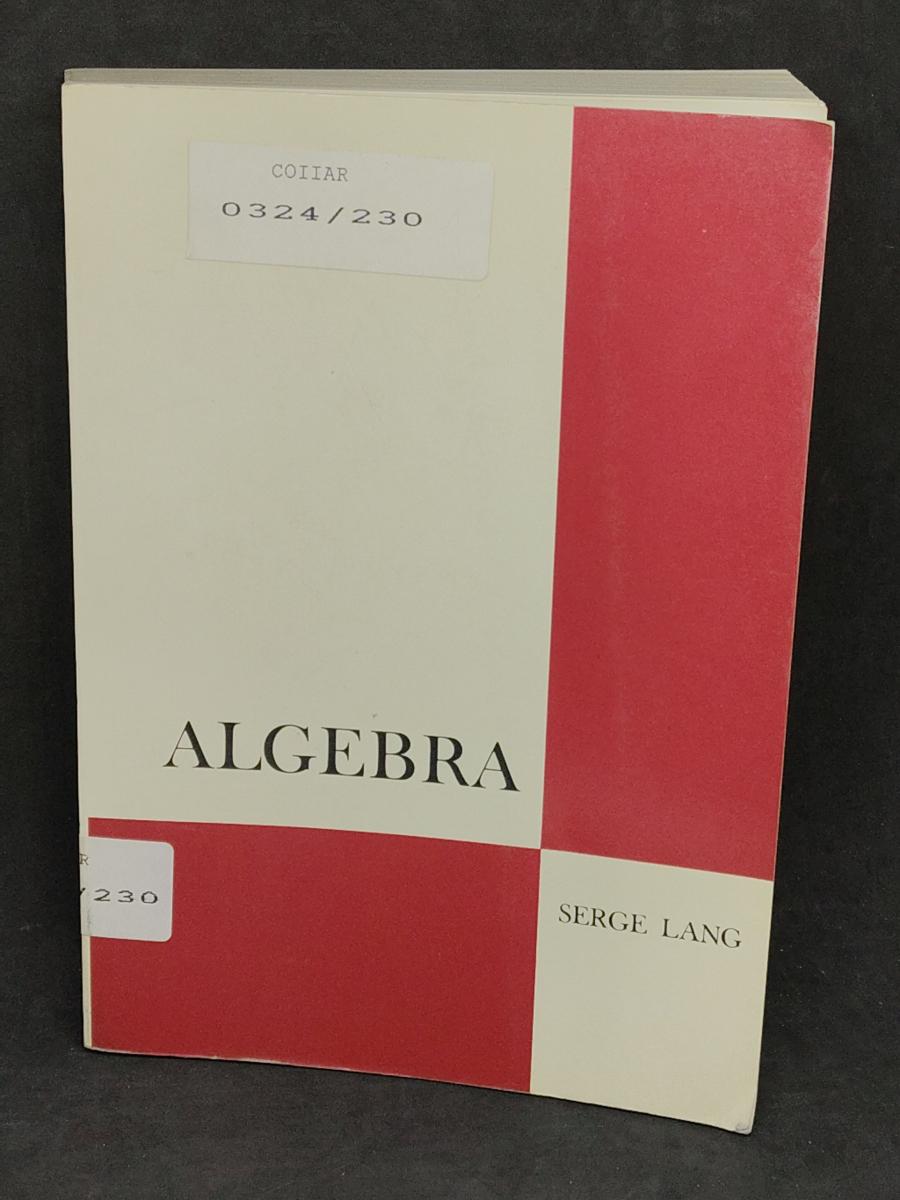 COIIAR
0324/230
ALGEBRA
R
/230
SERGE LANG